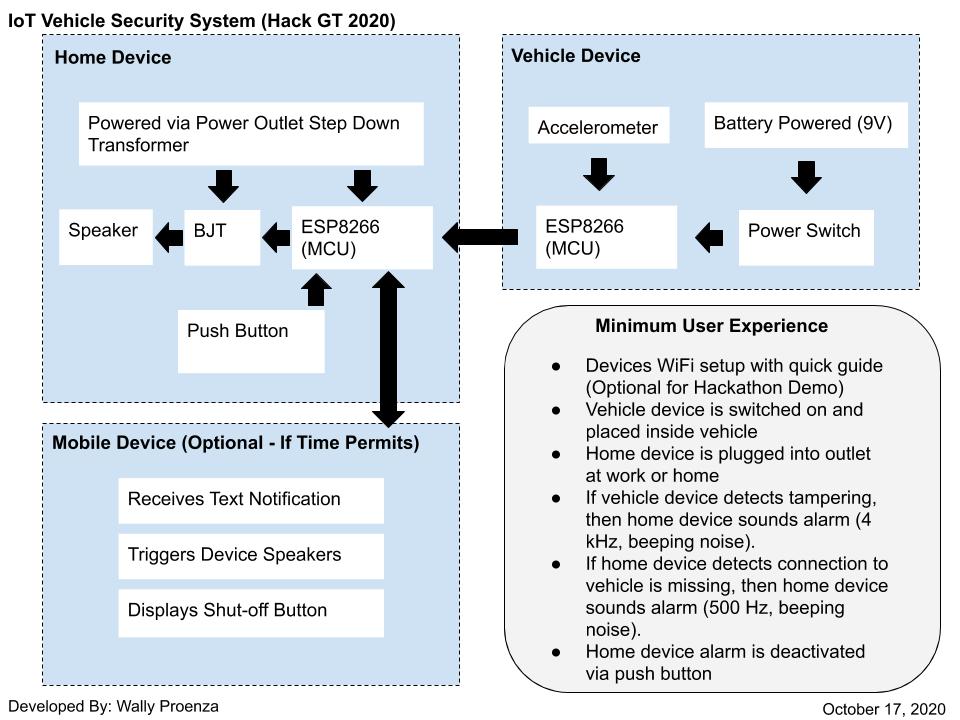 IoT Vehicle Security System (Hack GT 2020)
Home Device
Powered via Power Outlet Step Down
Transformer
Speaker
BJT
ESP8266
(MCU)
Push Button
Vehicle Device
Accelerometer
Battery Powered (9V)
ESP8266
(MCU)
Power Switch
Mobile Device (Optional - If Time Permits)
Receives Text Notification
Triggers Device Speakers
Displays Shut-off Button
Minimum User Experience
● Devices WiFi setup with quick guide
(Optional for Hackathon Demo)
● Vehicle device is switched on and
placed inside vehicle
● Home device is plugged into outlet
at work or home
● If vehicle device detects tampering,
then home device sounds alarm (4
kHz, beeping noise).
● If home device detects connection to
vehicle is missing, then home device
sounds alarm (500 Hz, beeping
noise).
● Home device alarm is deactivated
via push button
Developed By: Wally Proenza
October 17, 2020